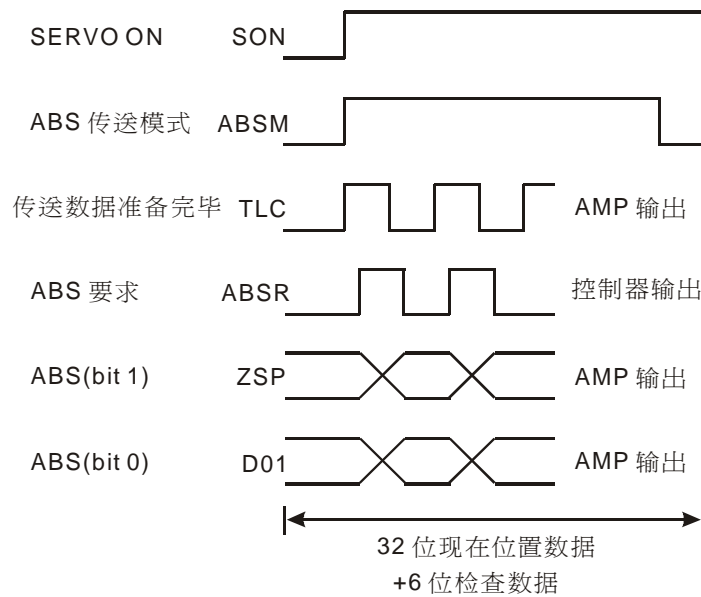 SERVO ON SON
ABS 传送模式 ABSM
传送数据准备完毕 TLC AMP 输出
ABS 要求 ABSR 控制器输出
ABS(bit 1) ZSP AMP 输出
ABS(bit 0) D01 AMP 输出
32 位现在位置数据
+6 位检查数据